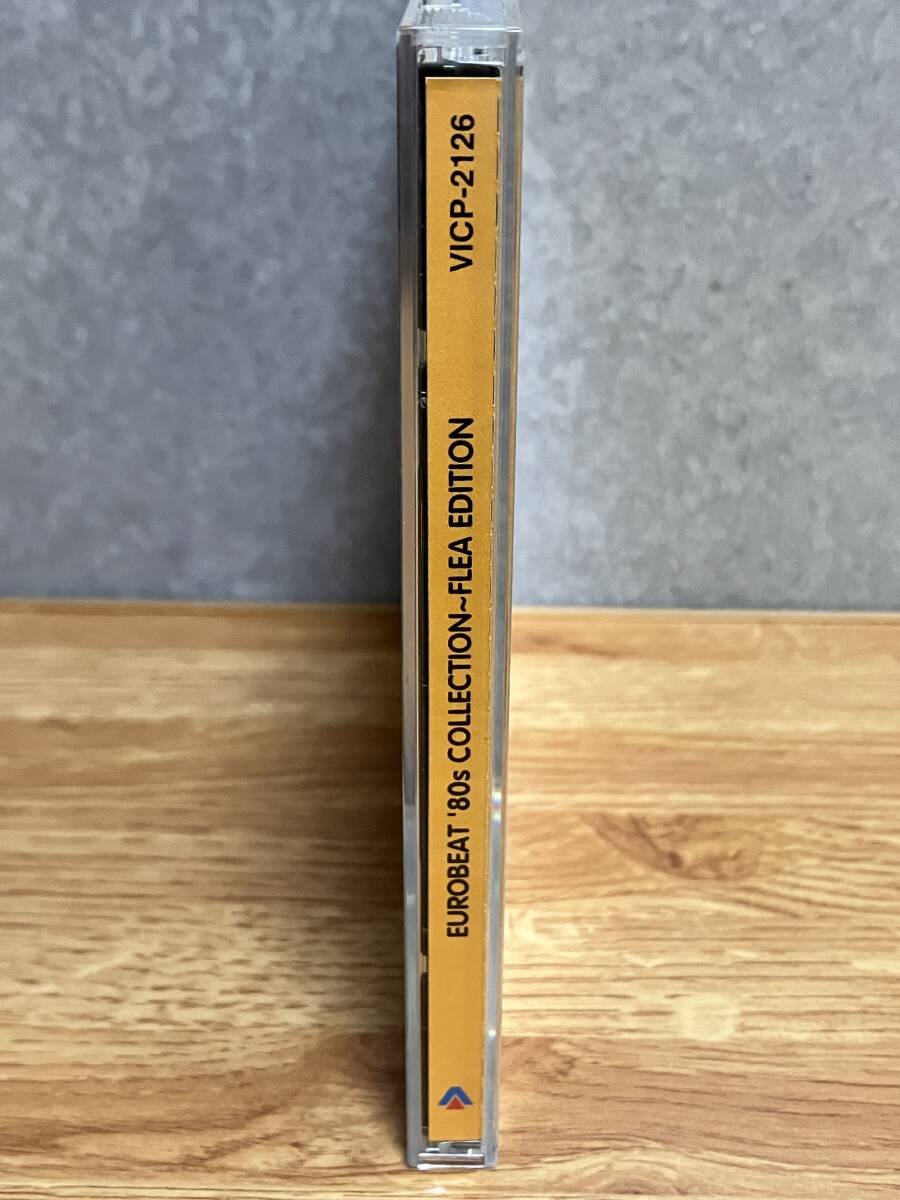 EUROBEAT '80s COLLECTION~FLEA EDITION
VICP-2126